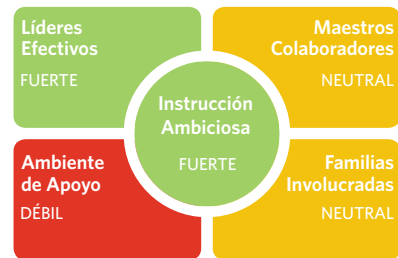 Líderes
Efectivos
FUERTE
Maestros
Colaboradores
NEUTRAL
Instrucción
Ambiciosa
FUERTE
Ambiente
de Apoyo
DÉBIL
Familias
Involucradas
NEUTRAL